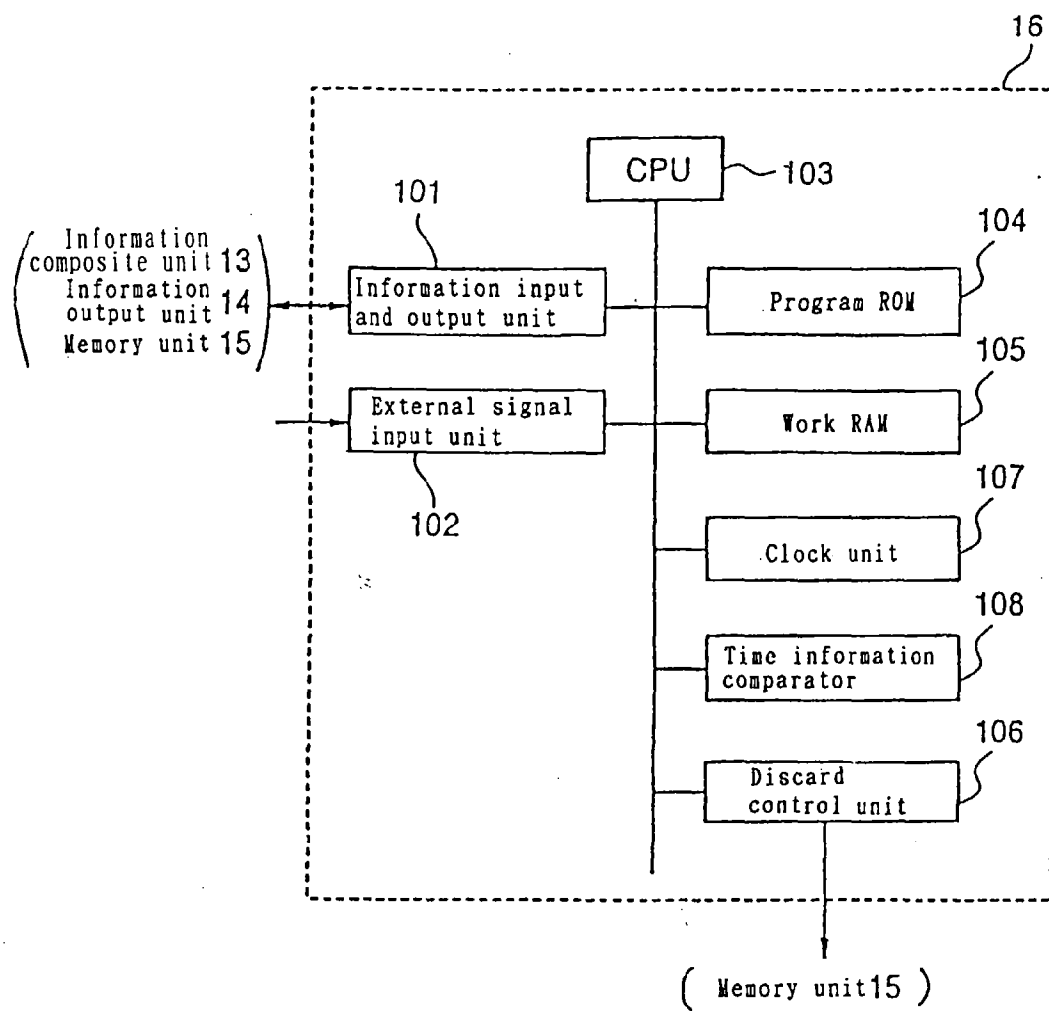 16
CPU
103
101
104
Information
composite unit 13
Information
output unit 14
Memory unit 15
Information input
and output unit
Program ROM
105
External signal
input unit
Work RAM
102
107
Clock unit
108
Time information
comparator
106
Discard
control unit
( Memory unit 15 )